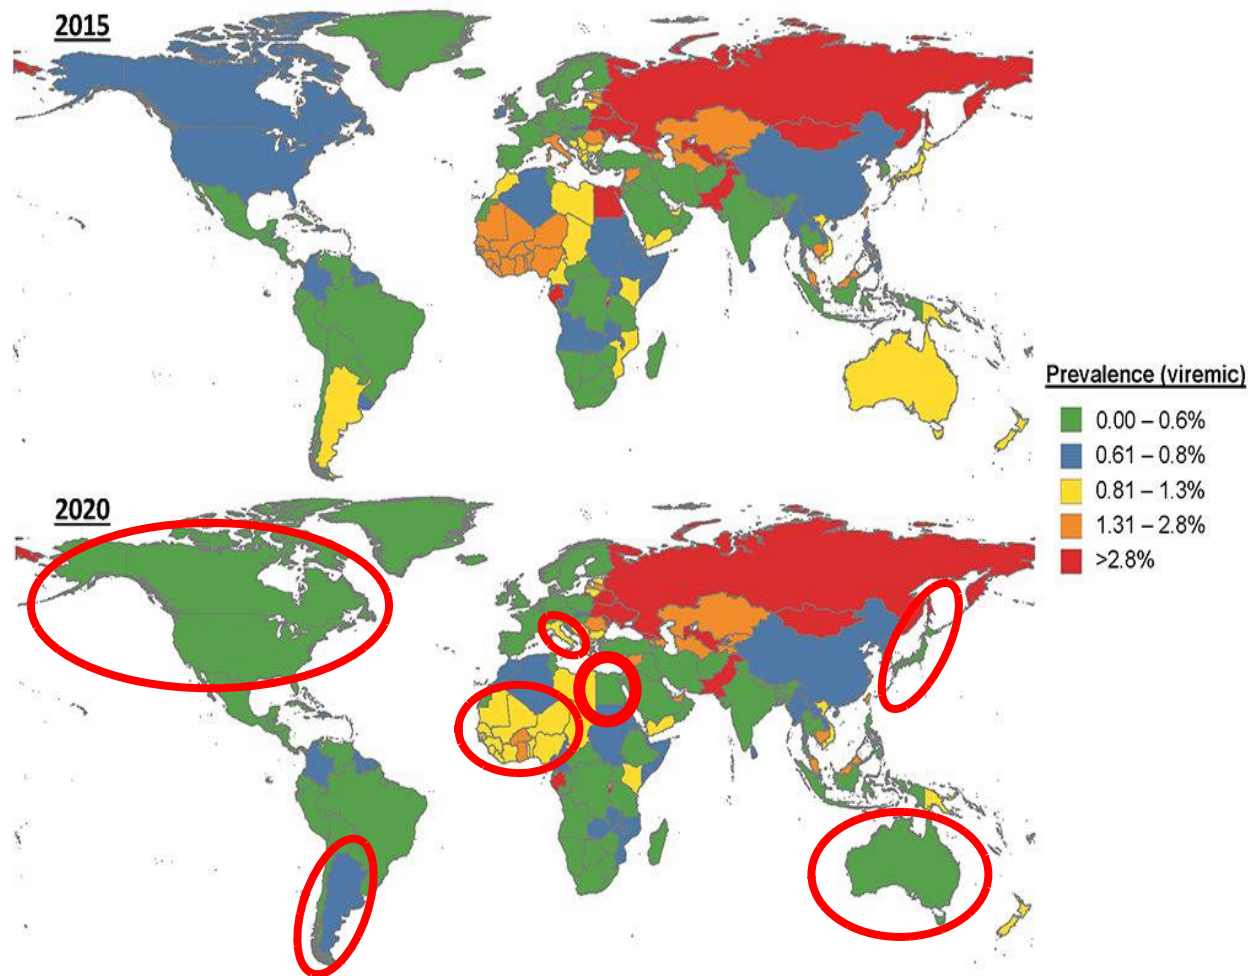 2015
Prevalence (viremic)
0.00 – 0.6%
0.61 – 0.8%
0.81 – 1.3%
1.31 – 2.8%
>2.8%
2020